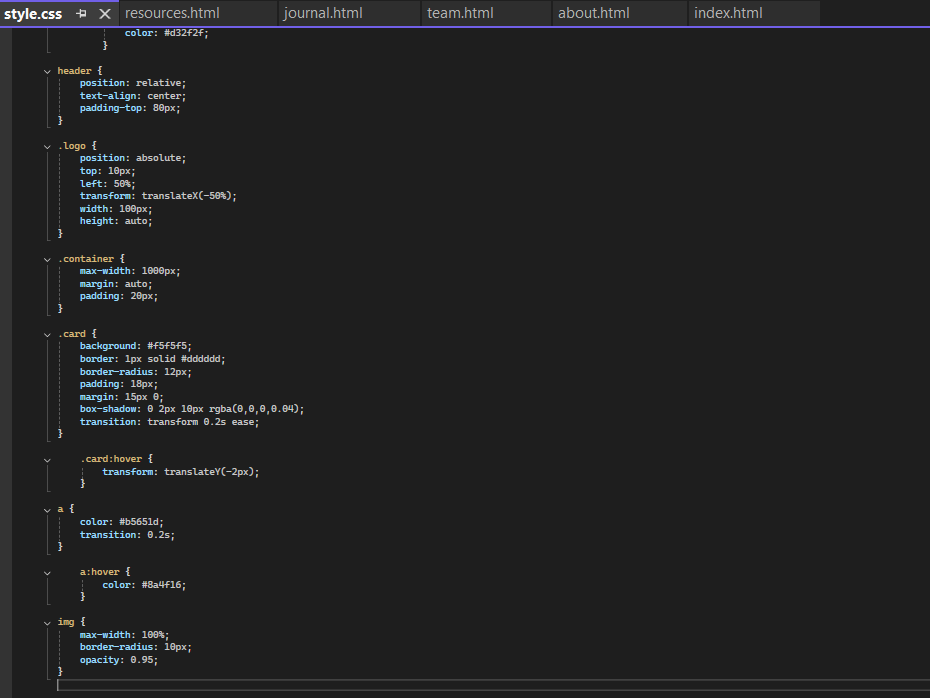 style.css resources.html journal.html team.html about.html index.html
color: #d32f2f;
}
header {
position: relative;
text-align: center;
padding-top: 80px;
}
.logo {
position: absolute;
top: 10px;
left: 50%;
transform: translateX(-50%);
width: 100px;
height: auto;
}
.container {
max-width: 1000px;
margin: auto;
padding: 20px;
}
.card {
background: #f5f5f5;
border: 1px solid #dddddd;
border-radius: 12px;
padding: 18px;
margin: 15px 0;
box-shadow: 0 2px 10px rgba(0,0,0,0.04);
transition: transform 0.2s ease;
}
.card:hover {
transform: translateY(-2px);
}
a {
color: #b5651d;
transition: 0.2s;
}
a:hover {
color: #8a4f16;
}
img {
max-width: 100%;
border-radius: 10px;
opacity: 0.95;
}